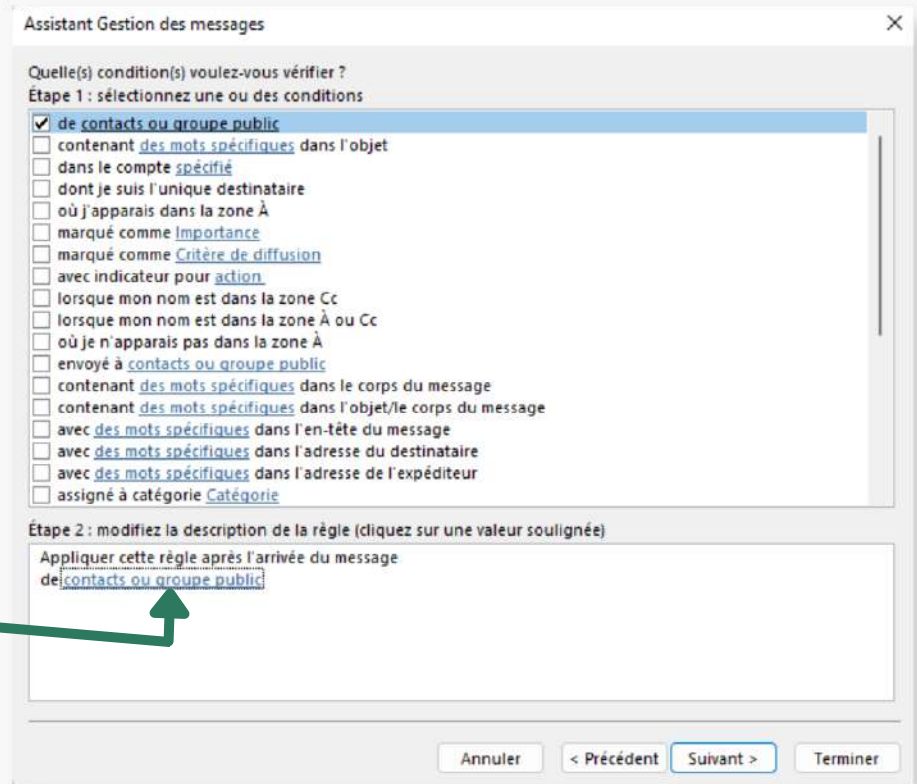 Assistant Gestion des messages
Quelle(s) condition(s) voulez-vous vérifier ?
Étape 1 : sélectionnez une ou des conditions
de contacts ou groupe public
contenant des mots spécifiques dans l'objet
dans le compte spécifié
dont je suis l'unique destinataire
où j'apparais dans la zone À
marqué comme Importance
marqué comme Critère de diffusion
avec indicateur pour action
lorsque mon nom est dans la zone Cc
lorsque mon nom est dans la zone À ou Cc
où je n'apparais pas dans la zone À
envoyé à contacts ou groupe public
contenant des mots spécifiques dans le corps du message
contenant des mots spécifiques dans l'objet/le corps du message
avec des mots spécifiques dans l'en-tête du message
avec des mots spécifiques dans l'adresse du destinataire
avec des mots spécifiques dans l'adresse de l'expéditeur
assigné à catégorie Catégorie
Étape 2 : modifiez la description de la règle (cliquez sur une valeur soulignée)
Appliquer cette règle après l'arrivée du message
de contacts ou groupe public
Annuler < Précédent Suivant > Terminer